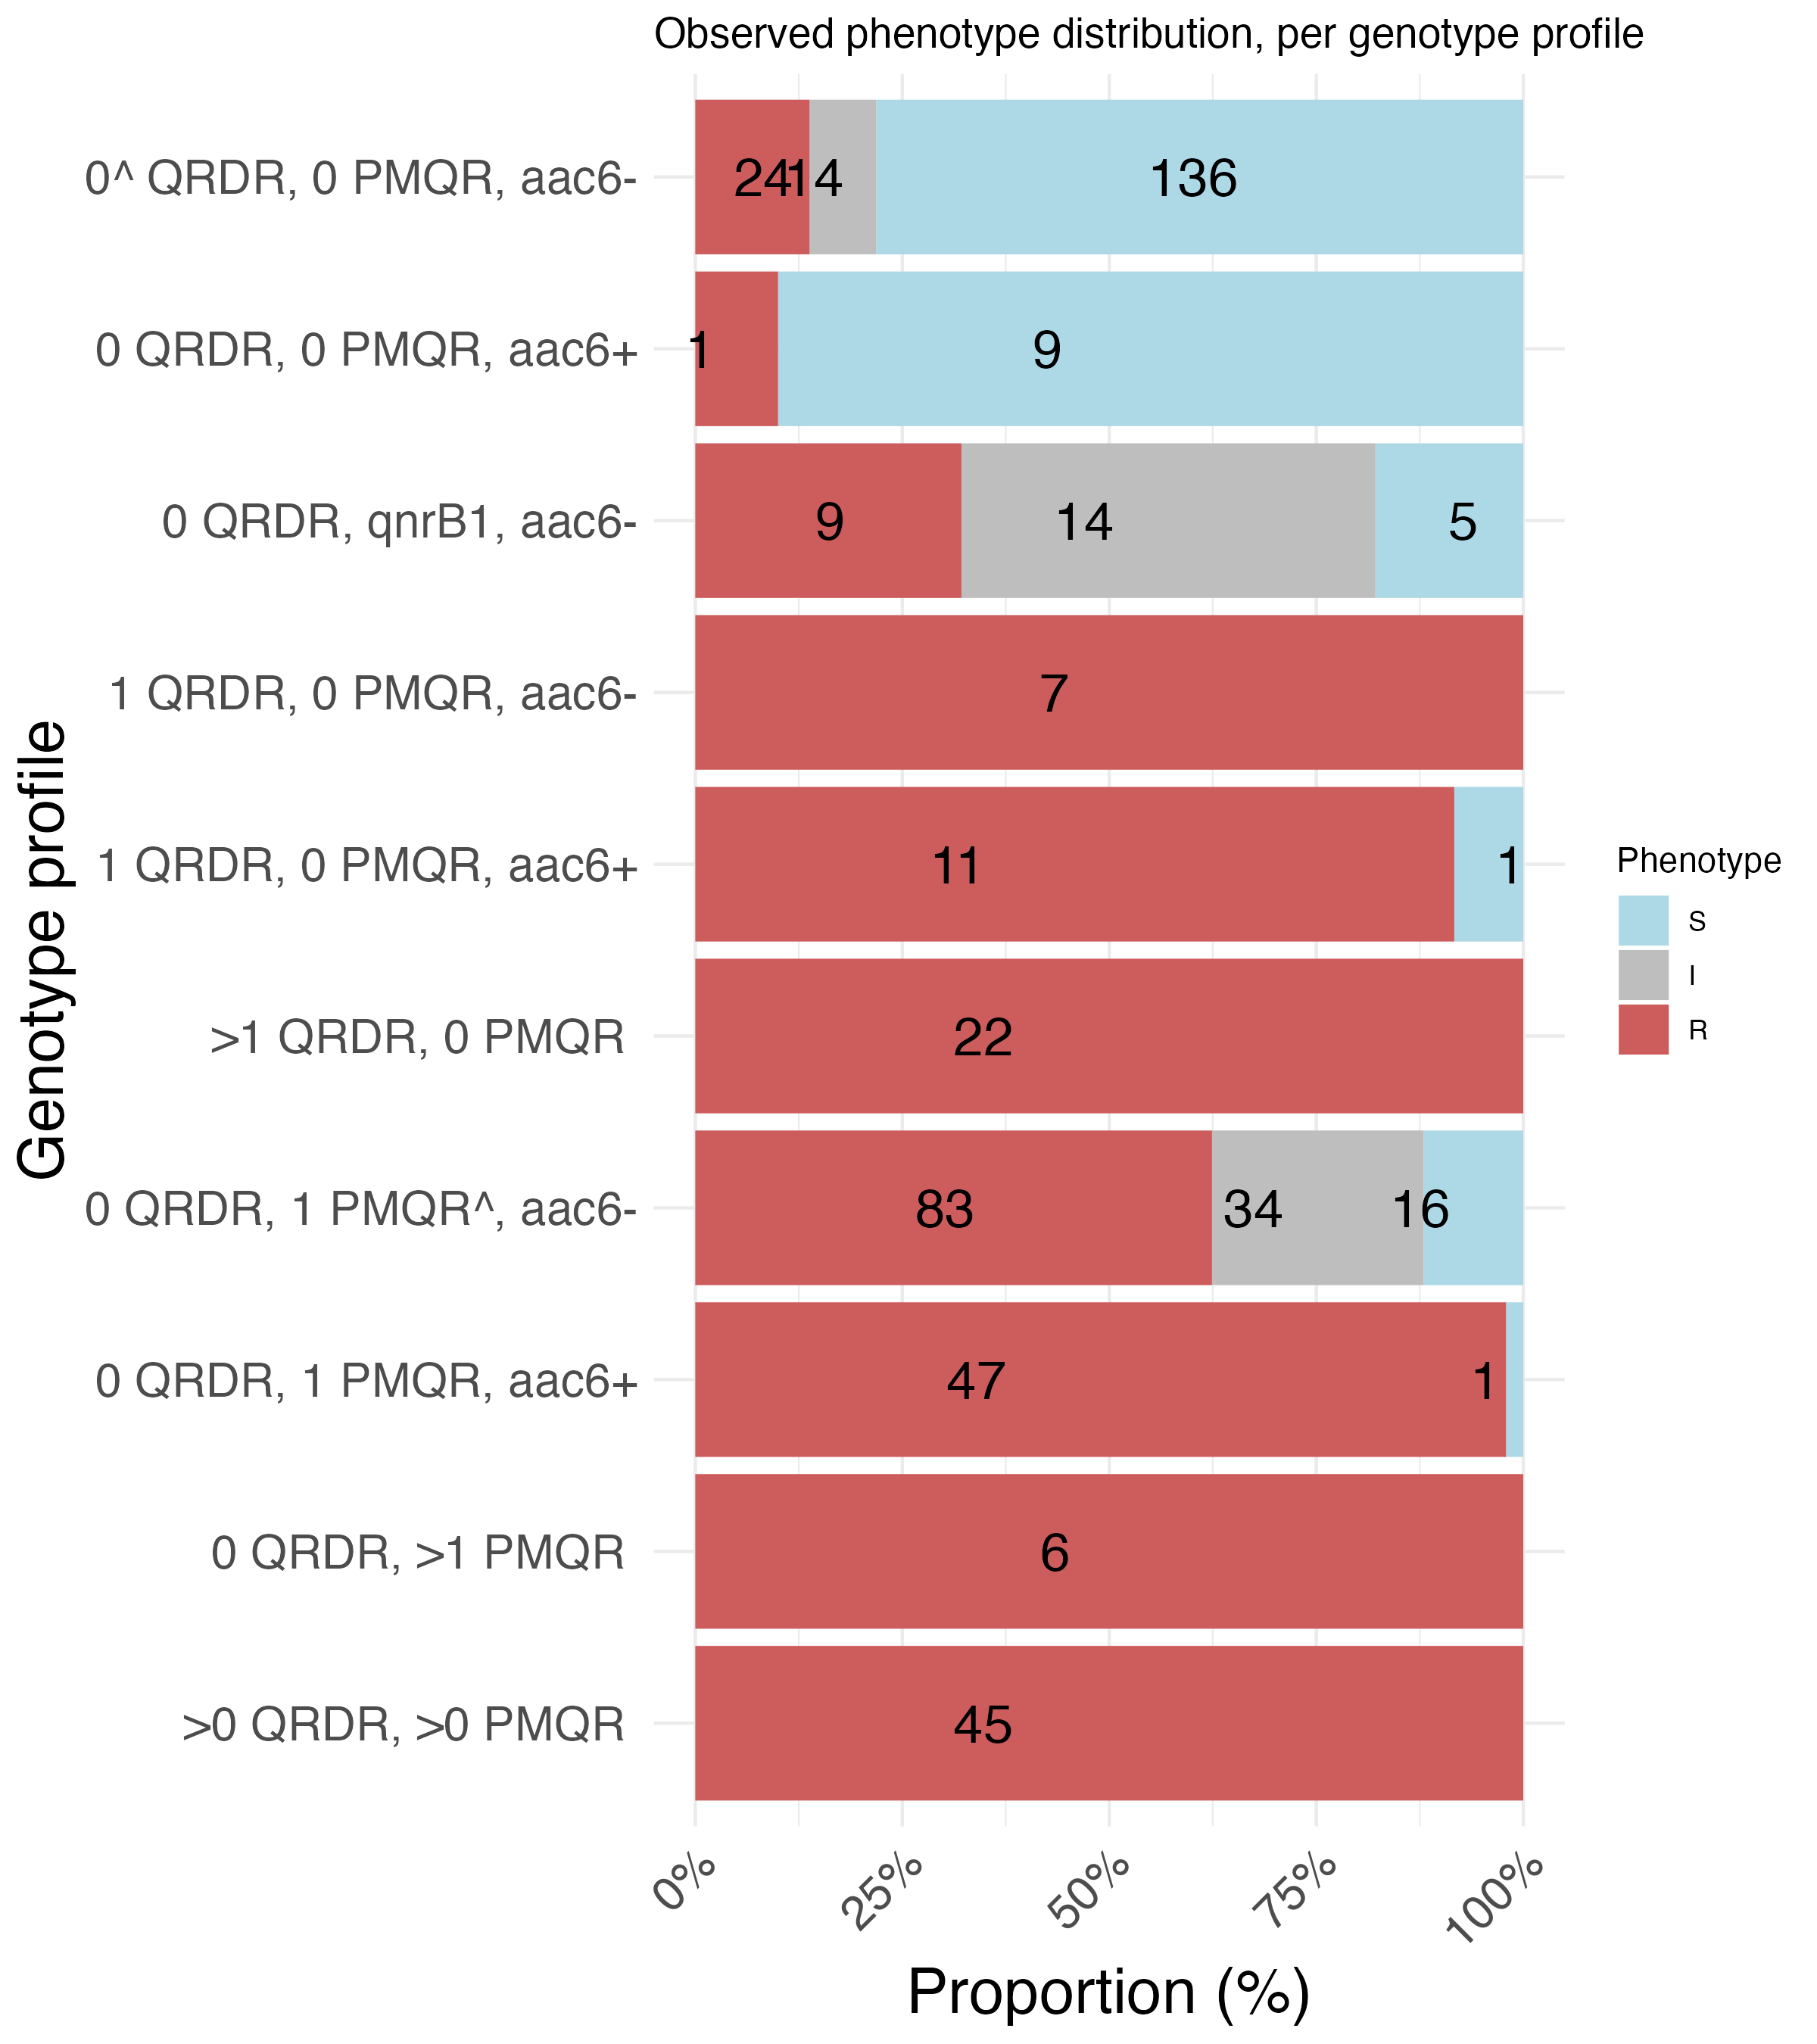 Observed phenotype distribution, per genotype profile
Genotype profile
0^ QRDR, 0 PMQR, aac6- 24 14 136
0 QRDR, 0 PMQR, aac6+ 1 9
0 QRDR, qnrB1, aac6- 9 14 5
1 QRDR, 0 PMQR, aac6- 7
1 QRDR, 0 PMQR, aac6+ 11 1
>1 QRDR, 0 PMQR 22
0 QRDR, 1 PMQR^, aac6- 83 34 16
0 QRDR, 1 PMQR, aac6+ 47 1
0 QRDR, >1 PMQR 6
>0 QRDR, >0 PMQR 45
0% 25% 50% 75% 100%
Proportion (%)
Phenotype
S
I
R